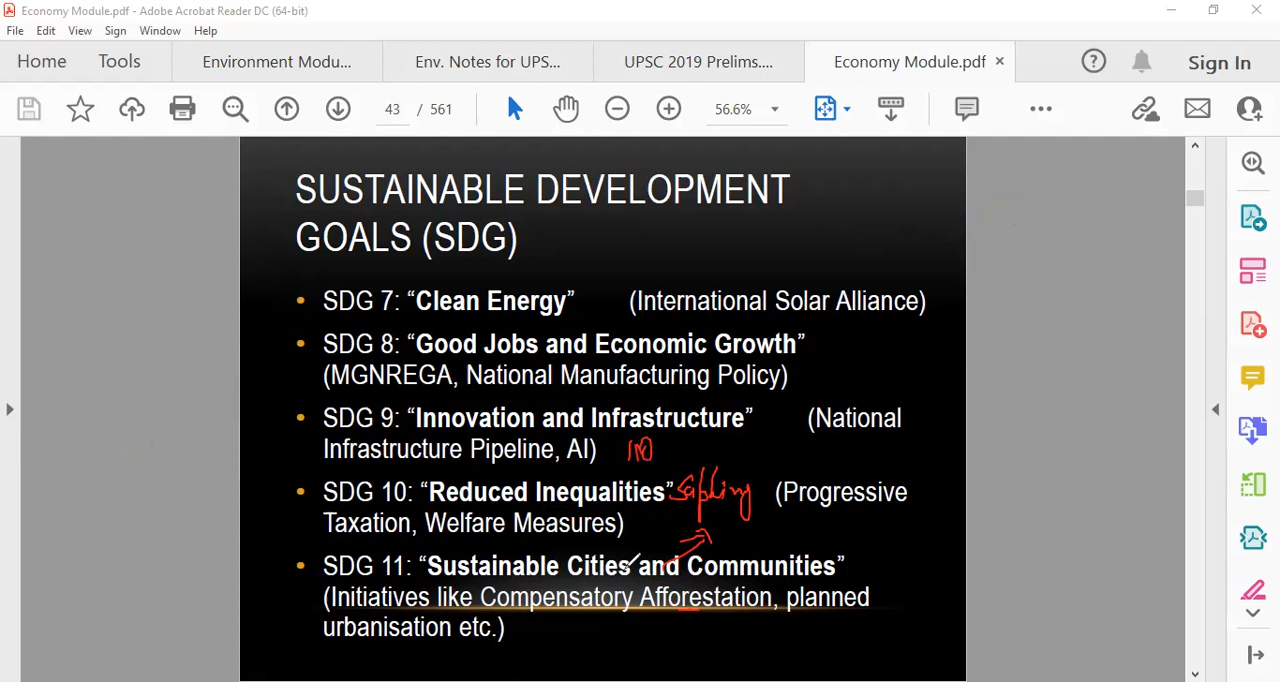 Economy Module.pdf - Adobe Acrobat Reader DC (64-bit)
File Edit View Sign Window Help
Home Tools Environment Modu... Env. Notes for UPS... UPSC 2019 Prelims.... Economy Module.pdf × Sign In
43 / 561 56.6%
SUSTAINABLE DEVELOPMENT
GOALS (SDG)
• SDG 7: “Clean Energy” (International Solar Alliance)
• SDG 8: “Good Jobs and Economic Growth”
(MGNREGA, National Manufacturing Policy)
• SDG 9: “Innovation and Infrastructure” (National
Infrastructure Pipeline, AI)
• SDG 10: “Reduced Inequalities” Sapling (Progressive
Taxation, Welfare Measures)
• SDG 11: “Sustainable Cities and Communities”
(Initiatives like Compensatory Afforestation, planned
urbanisation etc.)